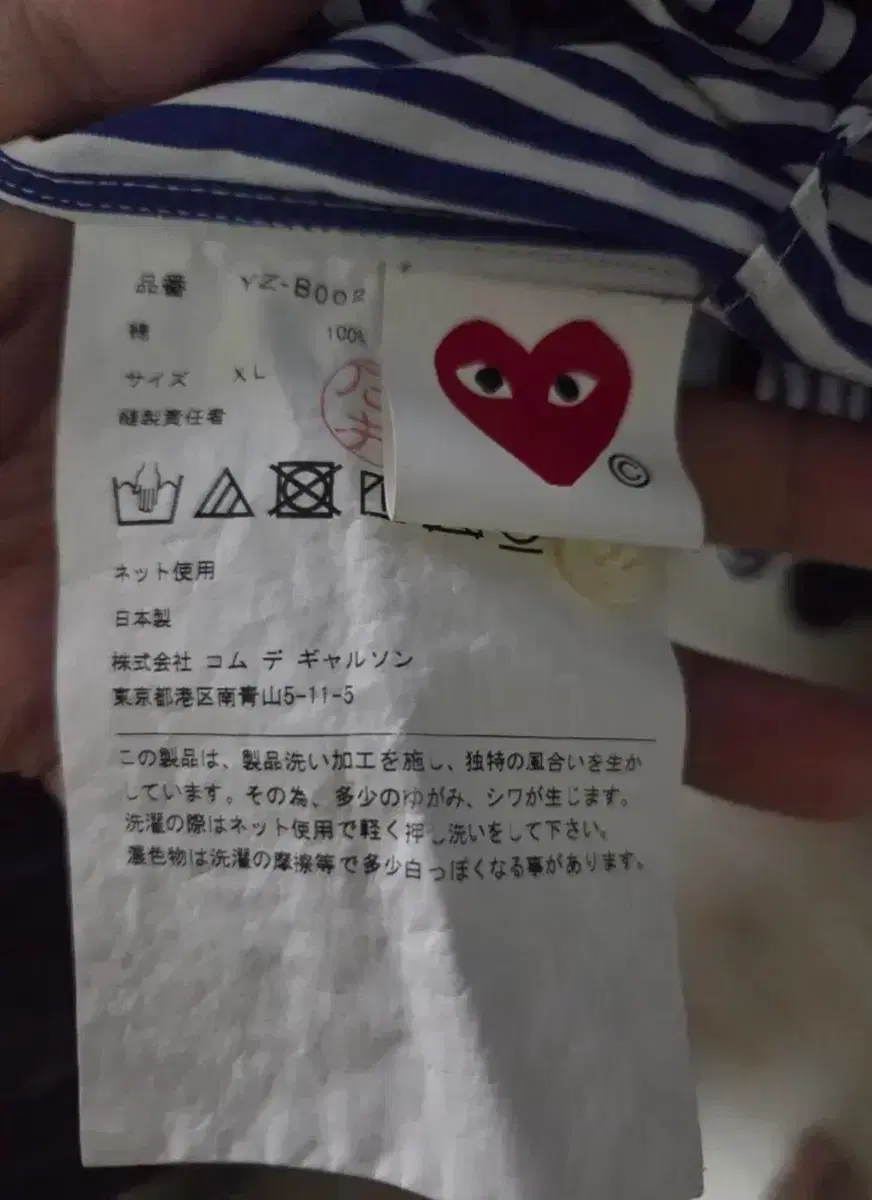 品番 YZ-B002
綿 100%
サイズ XL
縫製責任者
©
ネット使用
日本製
株式会社 コム デ ギャルソン
東京都港区南青山5-11-5
この製品は、製品洗い加工を施し、独特の風合いを生か
しています。その為、多少のゆがみ、シワが生じます。
洗濯の際はネット使用で軽く押し洗いをして下さい。
濃色物は洗濯の摩擦等で多少白っぽくなる事があります。